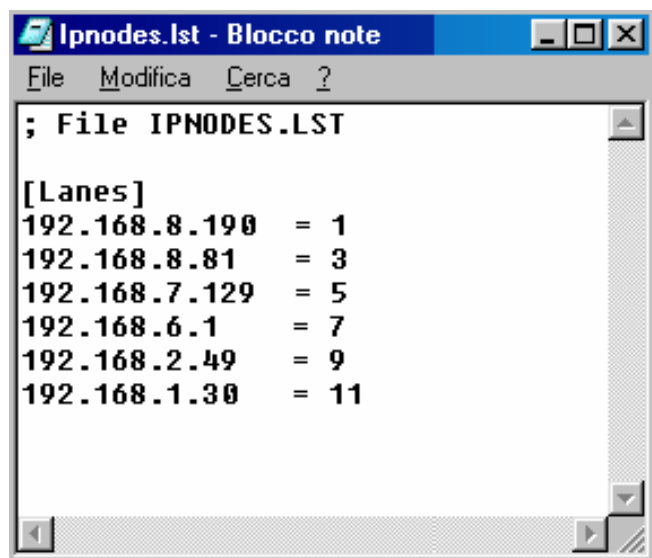 Ipnodes.lst - Blocco note
File Modifica Cerca ?
; File IPNODES.LST
[Lanes]
192.168.8.190 = 1
192.168.8.81 = 3
192.168.7.129 = 5
192.168.6.1 = 7
192.168.2.49 = 9
192.168.1.30 = 11